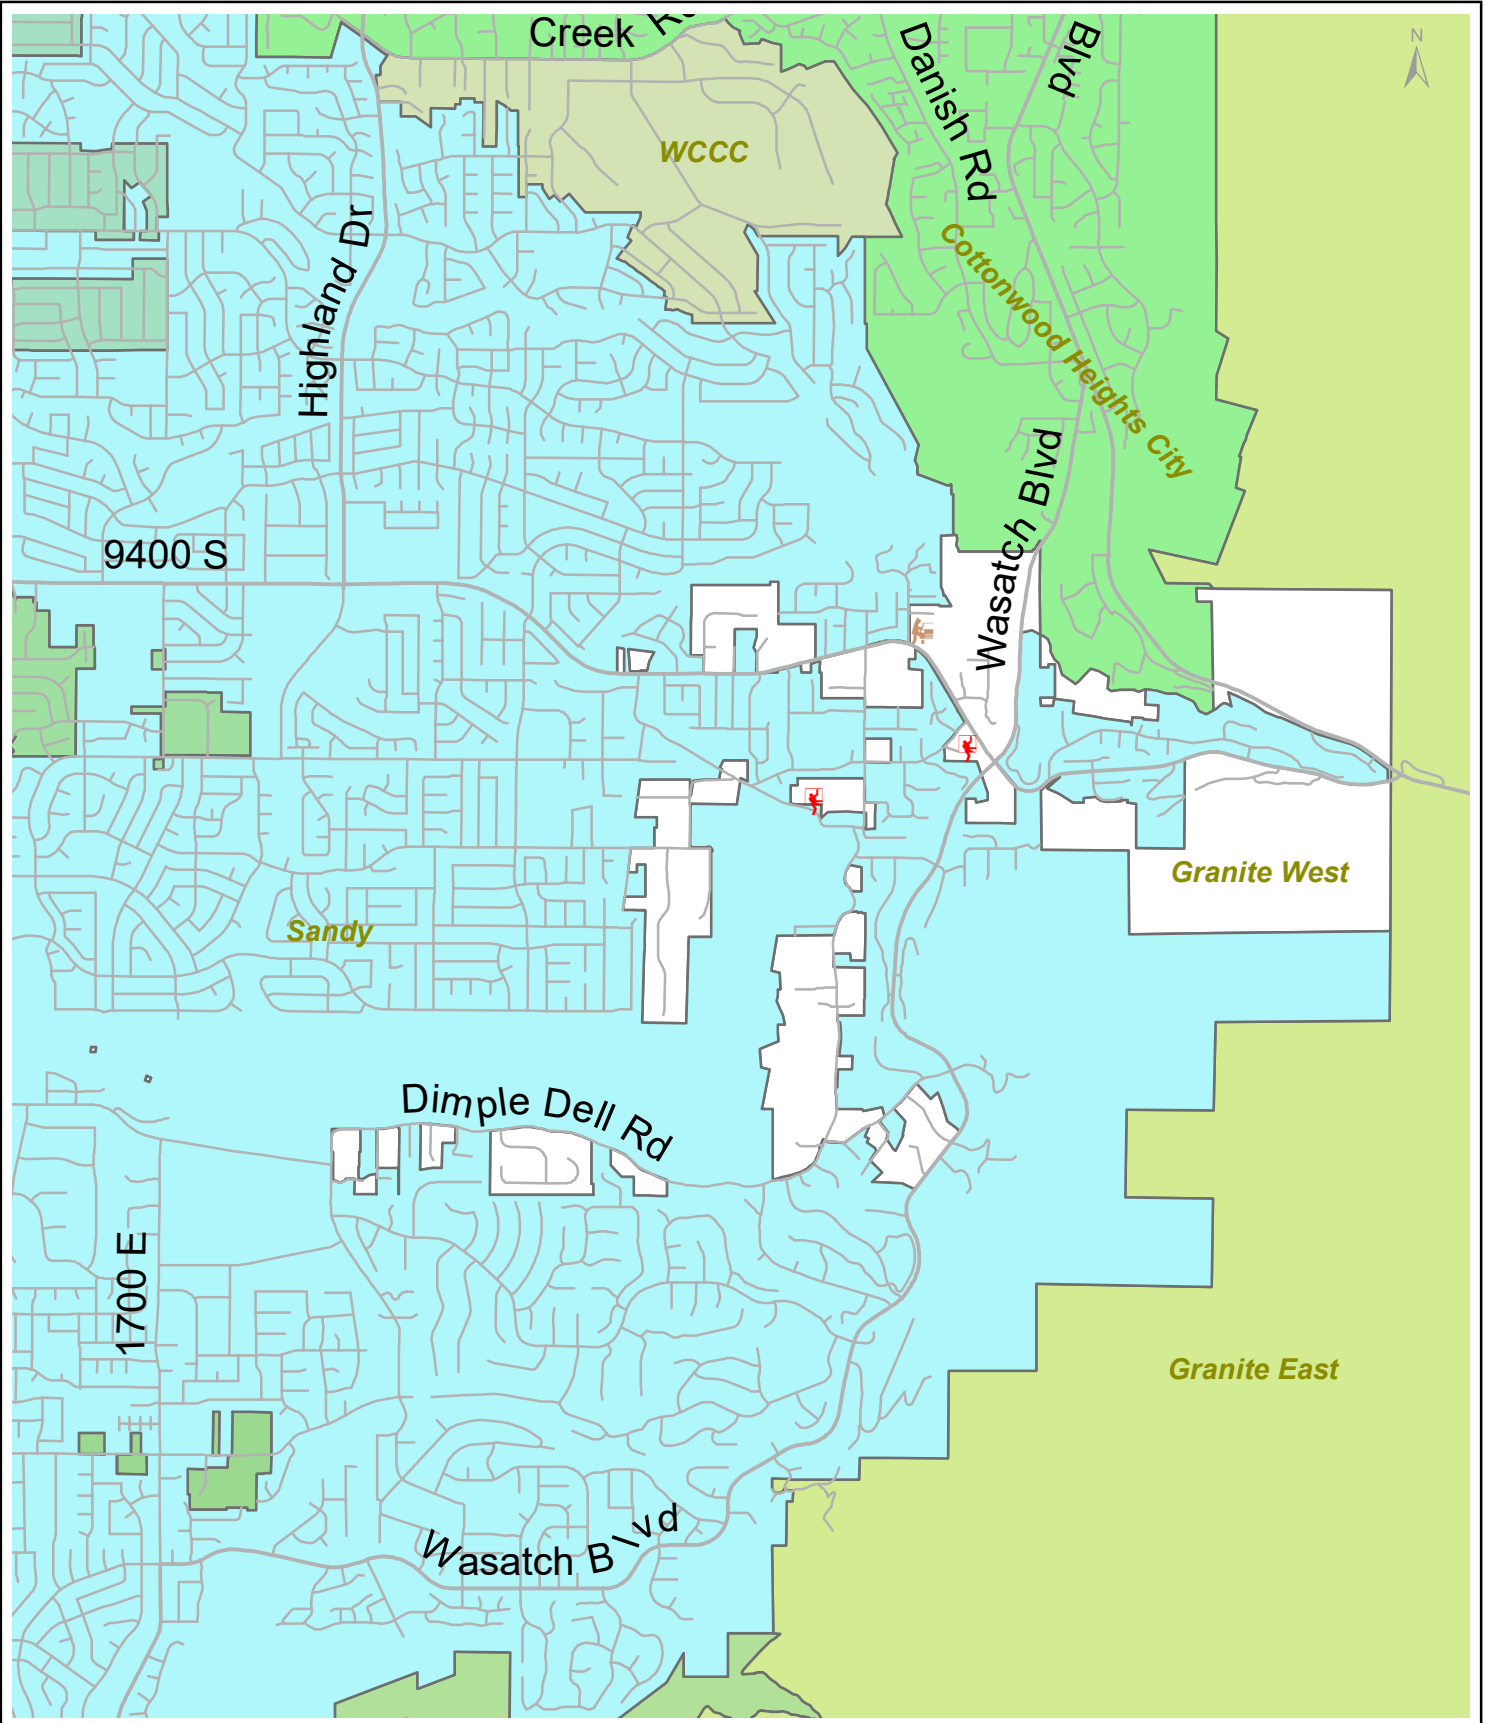 Creek
Danish Rd
Blvd
N
WCCC
Highland Dr
Cottonwood Heights City
Wasatch Blvd
9400 S
Granite West
Sandy
Dimple Dell Rd
1700 E
Granite East
Wasatch Blvd